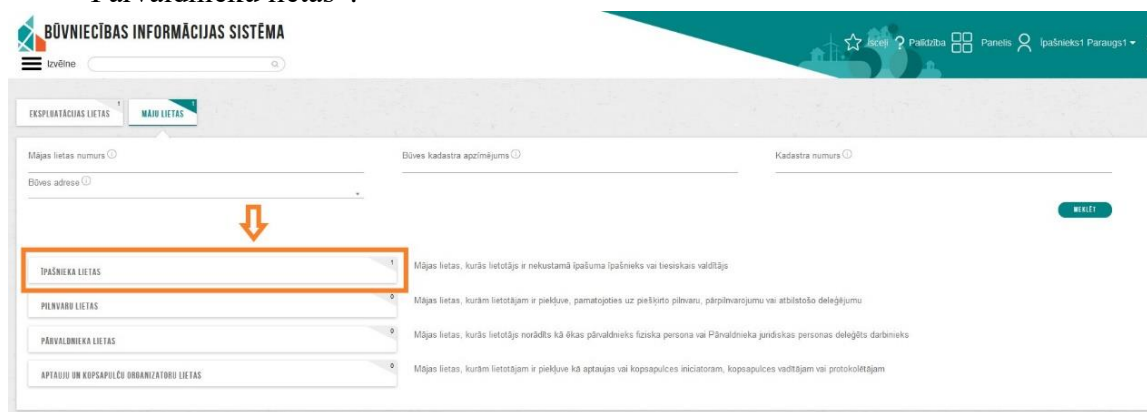 "Pārvaldnieku lietas".
BŪVNIECĪBAS INFORMĀCIJAS SISTĒMA
Izvēlne
Īsceļi ? Palīdzība Panelis Īpašnieks1 Paraugs1
EKSPLUATĀCIJAS LIETAS 1 MĀJU LIETAS 1
Mājas lietas numurs Būves kadastra apzīmējums Kadastra numurs
Būves adrese
MEKLĒT
ĪPAŠNIEKA LIETAS 1 Mājas lietas, kurās lietotājs ir nekustamā īpašuma īpašnieks vai tiesiskais valdītājs
PILNVARU LIETAS 0 Mājas lietas, kurām lietotājam ir piekļuve, pamatojoties uz piešķirto pilnvaru, pārpilnvarojumu vai atbilstošo deleģējumu
PĀRVALDNIEKA LIETAS 0 Mājas lietas, kurās lietotājs norādīts kā ēkas pārvaldnieks fiziska persona vai Pārvaldnieka juridiskas personas deleģēts darbinieks
APTAUJU UN KOPSAPULČU ORGANIZATORU LIETAS 0 Mājas lietas, kurām lietotājam ir piekļuve kā aptaujas vai kopsapulces iniciatoram, kopsapulces vadītājam vai protokolētājam